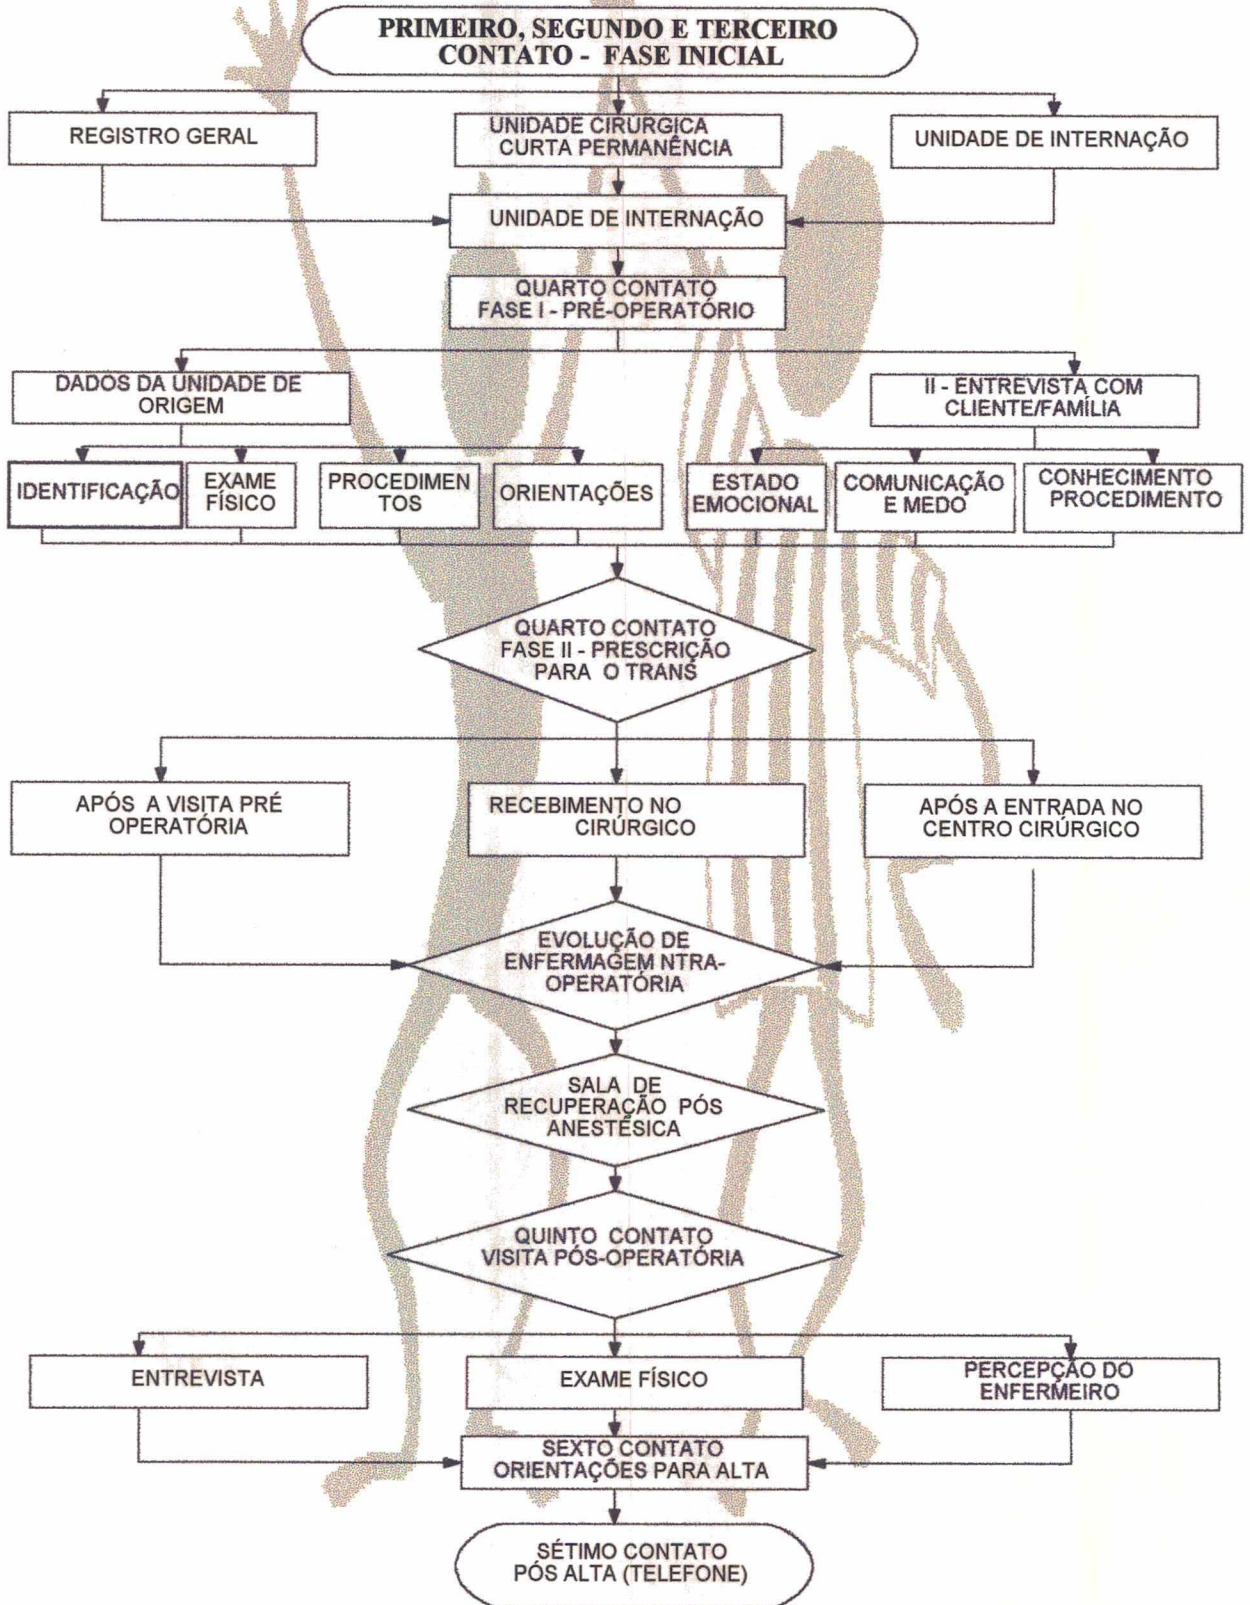 PRIMEIRO, SEGUNDO E TERCEIRO
CONTATO - FASE INICIAL
REGISTRO GERAL
UNIDADE CIRÚRGICA
CURTA PERMANÊNCIA
UNIDADE DE INTERNAÇÃO
UNIDADE DE INTERNAÇÃO
QUARTO CONTATO
FASE I - PRÉ-OPERATÓRIO
DADOS DA UNIDADE DE
ORIGEM
II - ENTREVISTA COM
CLIENTE/FAMÍLIA
IDENTIFICAÇÃO
EXAME
FÍSICO
PROCEDIMEN
TOS
ORIENTAÇÕES
ESTADO
EMOCIONAL
COMUNICAÇÃO
E MEDO
CONHECIMENTO
PROCEDIMENTO
QUARTO CONTATO
FASE II - PRESCRIÇÃO
PARA O TRANS
APÓS A VISITA PRÉ
OPERATÓRIA
RECEBIMENTO NO
CIRÚRGICO
APÓS A ENTRADA NO
CENTRO CIRÚRGICO
EVOLUÇÃO DE
ENFERMAGEM NTRA-
OPERATÓRIA
SALA DE
RECUPERAÇÃO PÓS
ANESTÉSICA
QUINTO CONTATO
VISITA PÓS-OPERATÓRIA
ENTREVISTA
EXAME FÍSICO
PERCEPÇÃO DO
ENFERMEIRO
SEXTO CONTATO
ORIENTAÇÕES PARA ALTA
SÉTIMO CONTATO
PÓS ALTA (TELEFONE)